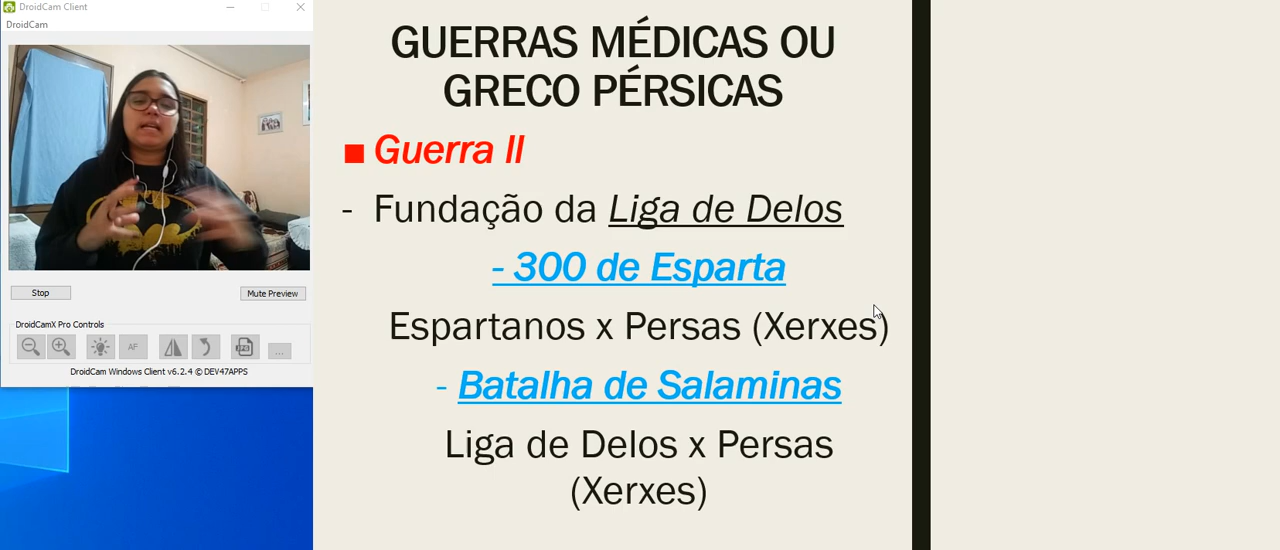 DroidCam Client
DroidCam
Stop
Mute Preview
DroidCamX Pro Controls
AF
JPG
...
DroidCam Windows Client v6.2.4 © DEV47APPS
GUERRAS MÉDICAS OU
GRECO PÉRSICAS
■ Guerra II
- Fundação da Liga de Delos
- 300 de Esparta
Espartanos x Persas (Xerxes)
- Batalha de Salaminas
Liga de Delos x Persas
(Xerxes)